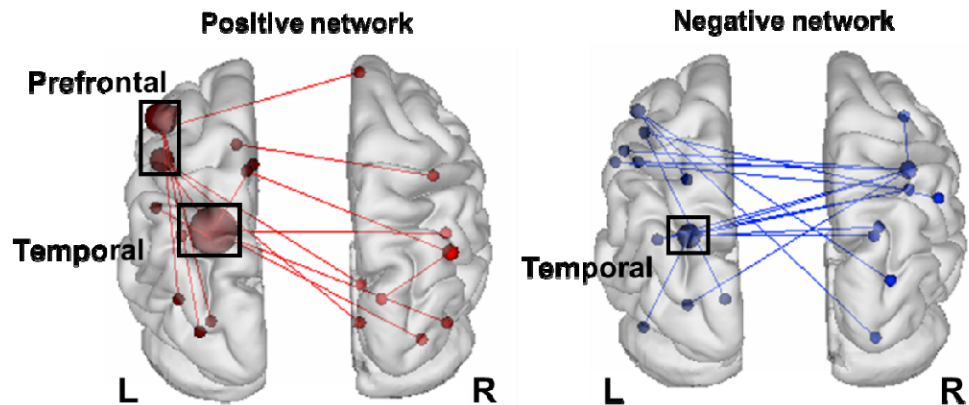 Positive network
Negative network
Prefrontal
Temporal
Temporal
L
R
L
R